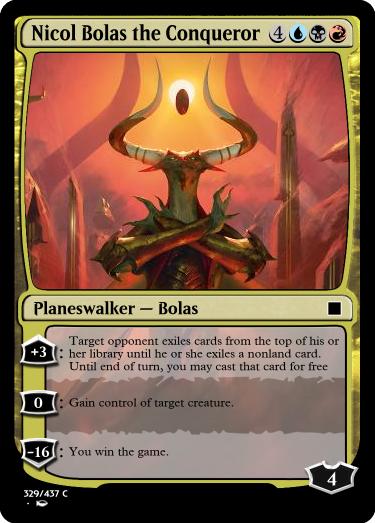 Nicol Bolas the Conqueror 4
Planeswalker — Bolas
+3 : Target opponent exiles cards from the top of his or
her library until he or she exiles a nonland card.
Until end of turn, you may cast that card for free
0 : Gain control of target creature.
-16 : You win the game.
4
329/437 C